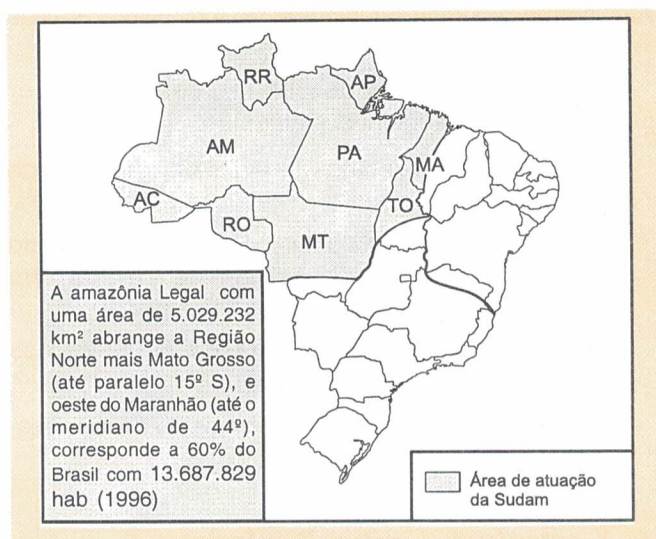 RR
AP
AM
PA
MA
AC
TO
RO
MT
A amazônia Legal com
uma área de 5.029.232
km² abrange a Região
Norte mais Mato Grosso
(até paralelo 15º S), e
oeste do Maranhão (até o
meridiano de 44º),
corresponde a 60% do
Brasil com 13.687.829
hab (1996)
Área de atuação
da Sudam